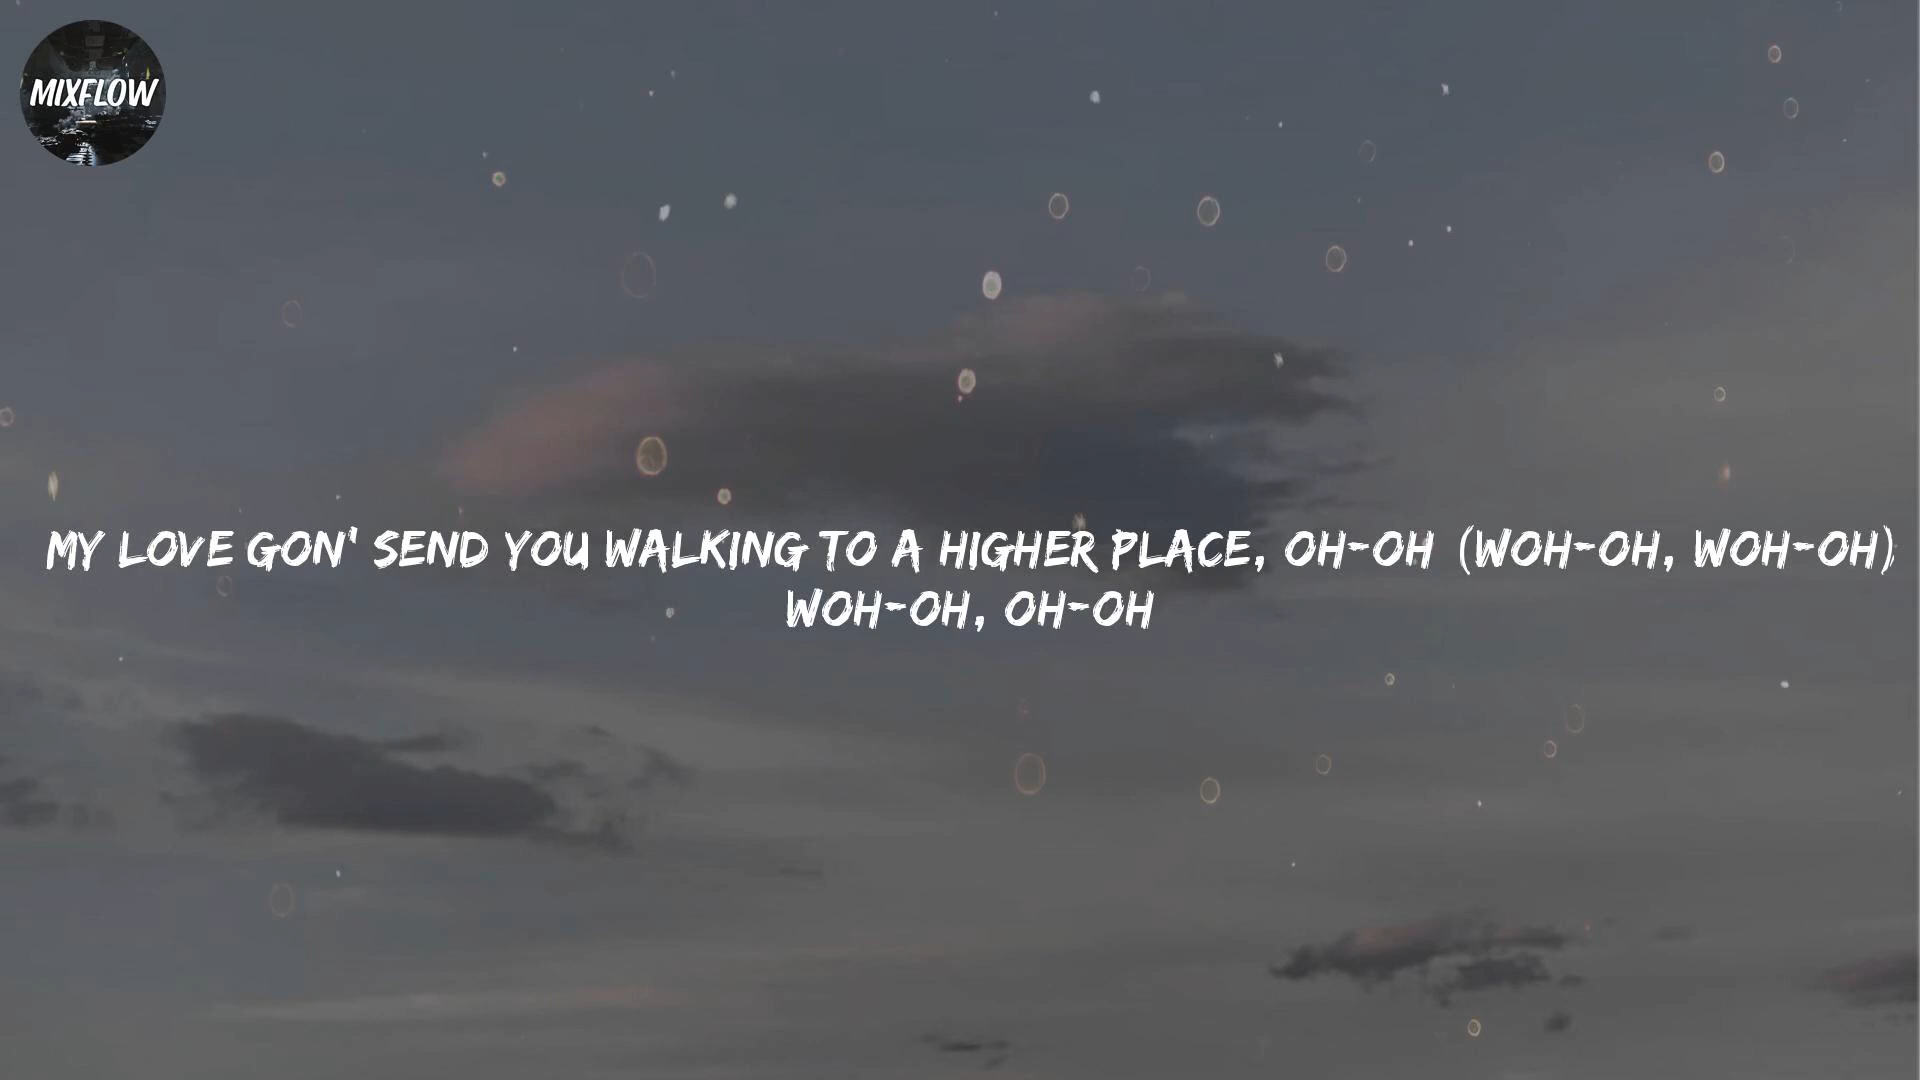 MIXFLOW
MY LOVE GON' SEND YOU WALKING TO A HIGHER PLACE, OH-OH (WOH-OH, WOH-OH)
WOH-OH, OH-OH